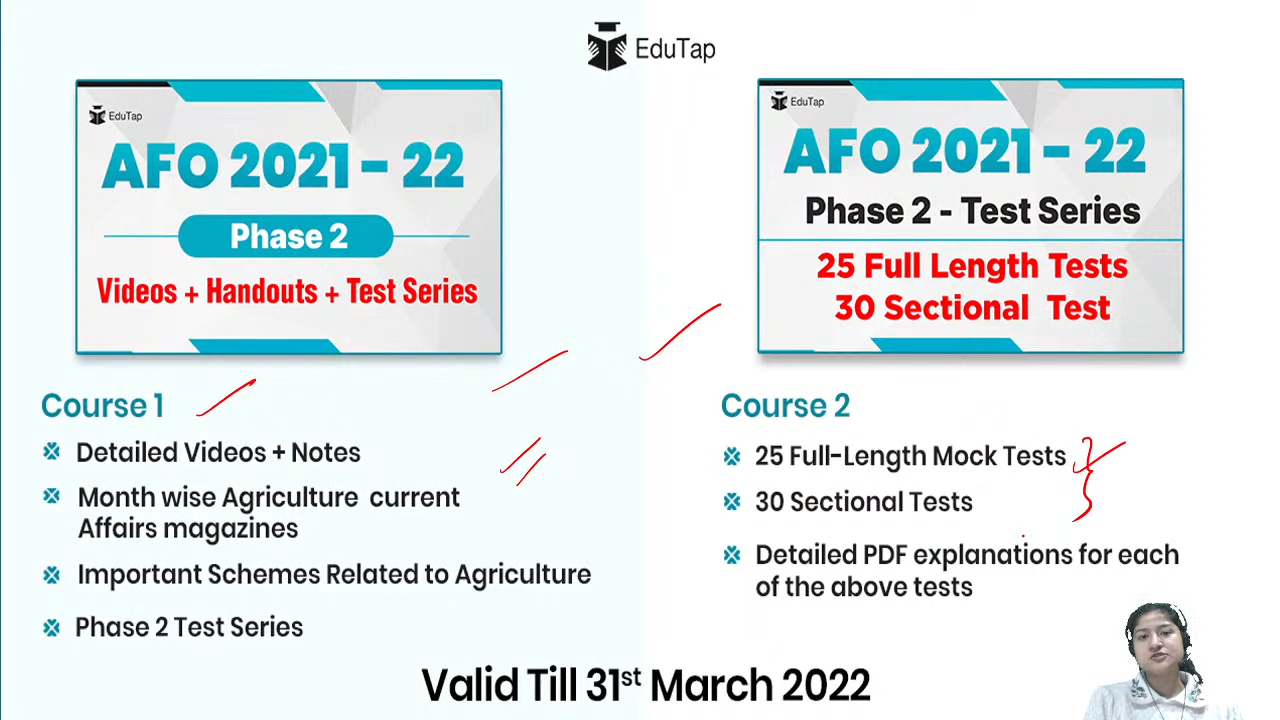 EduTap
EduTap
AFO 2021 – 22
Phase 2
Videos + Handouts + Test Series
Course 1
Detailed Videos + Notes
Month wise Agriculture current
Affairs magazines
Important Schemes Related to Agriculture
Phase 2 Test Series
EduTap
AFO 2021 – 22
Phase 2 - Test Series
25 Full Length Tests
30 Sectional Test
Course 2
25 Full-Length Mock Tests
30 Sectional Tests
Detailed PDF explanations for each
of the above tests
Valid Till 31st March 2022